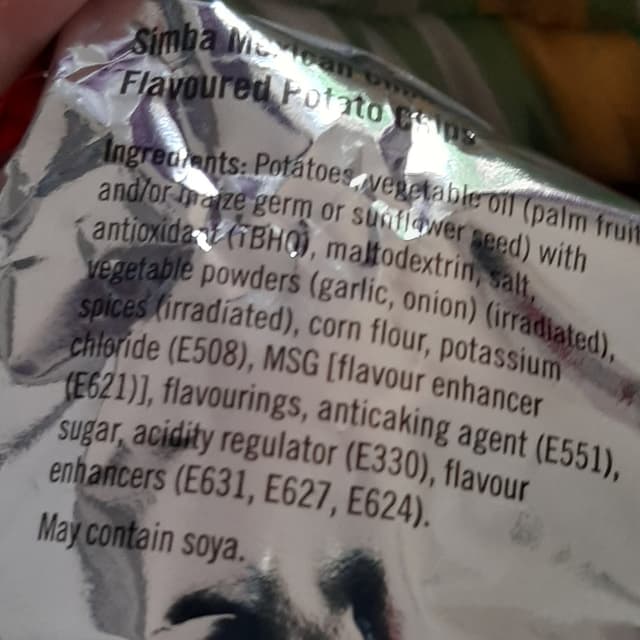 Simba Mexican
Flavoured Potato Chips
Ingredients: Potatoes, vegetable oil (palm fruit
and/or maize germ or sunflower seed) with
antioxidant (TBHQ), maltodextrin, salt,
vegetable powders (garlic, onion) (irradiated),
spices (irradiated), corn flour, potassium
chloride (E508), MSG [flavour enhancer
(E621)], flavourings, anticaking agent (E551),
sugar, acidity regulator (E330), flavour
enhancers (E631, E627, E624).
May contain soya.